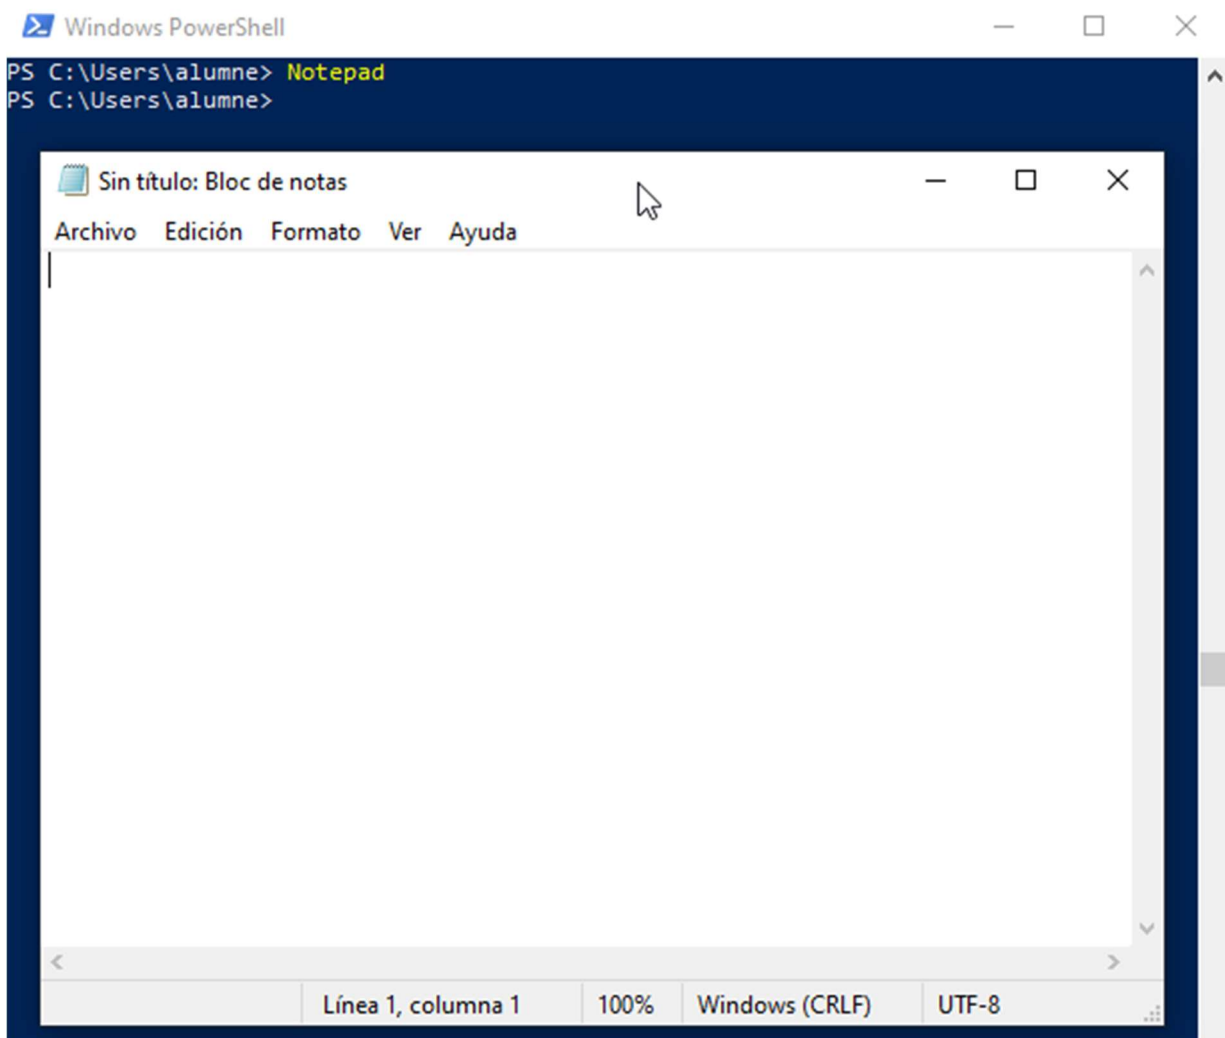 Windows PowerShell
PS C:\Users\alumne> Notepad
PS C:\Users\alumne>
Sin título: Bloc de notas
Archivo Edición Formato Ver Ayuda
Línea 1, columna 1 100% Windows (CRLF) UTF-8